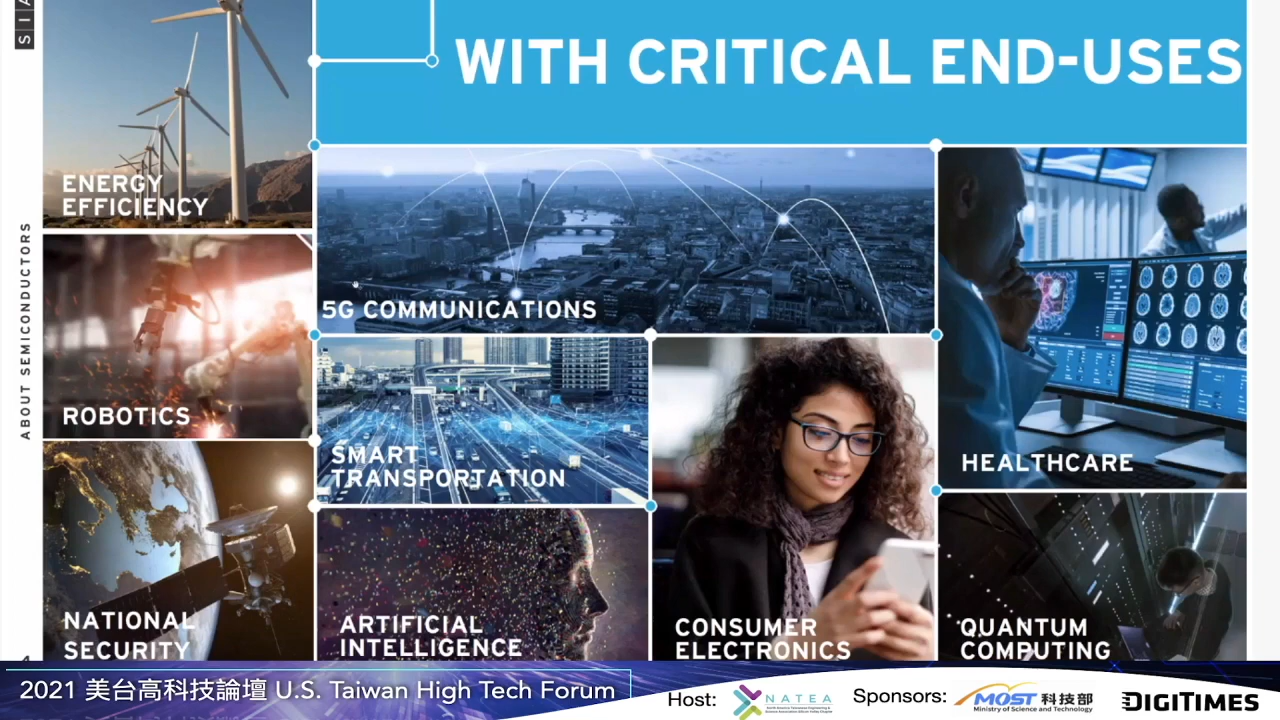 SIA
WITH CRITICAL END-USES
ENERGY
EFFICIENCY
ABOUT SEMICONDUCTORS
5G COMMUNICATIONS
ROBOTICS
SMART
TRANSPORTATION
HEALTHCARE
NATIONAL
SECURITY
ARTIFICIAL
INTELLIGENCE
CONSUMER
ELECTRONICS
QUANTUM
COMPUTING
2021 美台高科技論壇 U.S. Taiwan High Tech Forum
Host:
NATEA
Sponsors:
MOST 科技部
Ministry of Science and Technology
DIGITIMES